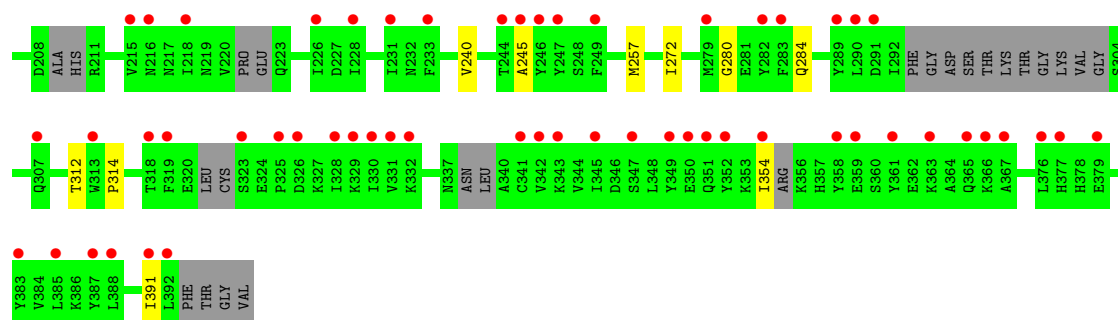 D208 ALA HIS R211 V215 N216 N217 I218 N219 V220 PRO GLU Q223 I226 D227 I228 I231 N232 F233 V240 T244 A245 Y246 Y247 S248 F249 M257 I272 M279 G280 E281 Y282 F283 Q284 Y289 L290 D291 I292 PHE GLY ASP SER THR LYS THR GLY LYS VAL GLY S304
Q307 T312 W313 P314 T318 F319 E320 LEU CYS S323 E324 P325 D326 K327 I328 K329 I330 V331 K332 N337 ASN LEU A340 C341 V342 K343 V344 I345 D346 S347 L348 Y349 E350 Q351 Y352 K353 I354 ARG K356 H357 Y358 E359 S360 Y361 E362 K363 A364 Q365 K366 A367 L376 H377 H378 E379
Y383 V384 L385 K386 Y387 L388 I391 L392 PHE THR GLY VAL